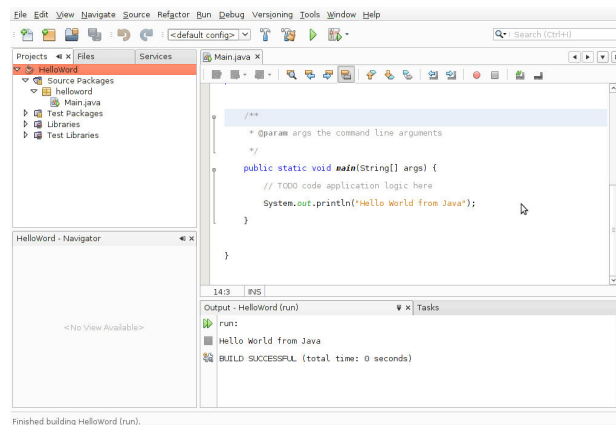 File Edit View Navigate Source Refactor Run Debug Versioning Tools Window Help
<default config> Search (Ctrl+I)
Projects Files Services
Main.java
HelloWord
Source Packages
helloword
Main.java
Test Packages
Libraries
Test Libraries
/**
* @param args the command line arguments
*/
public static void main(String[] args) {
// TODO code application logic here
System.out.println("Hello World from Java");
}
}
14:3 INS
HelloWord - Navigator
<No View Available>
Output - HelloWord (run) Tasks
run:
Hello World from Java
BUILD SUCCESSFUL (total time: 0 seconds)
Finished building HelloWord (run).